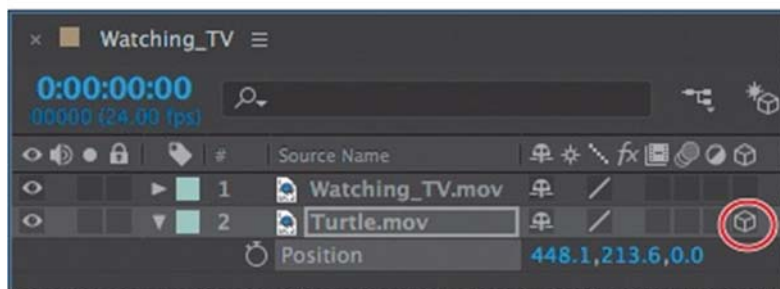 Watching_TV
0:00:00:00
00000 (24.00 fps)
# Source Name fx
1 Watching_TV.mov
2 Turtle.mov
Position 448.1,213.6,0.0